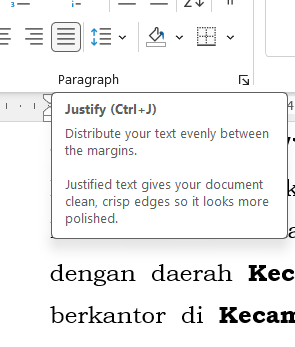 Paragraph
4
Justify (Ctrl+J)
Distribute your text evenly between
the margins.
Justified text gives your document
clean, crisp edges so it looks more
polished.
dengan daerah Kec
berkantor di Kecam